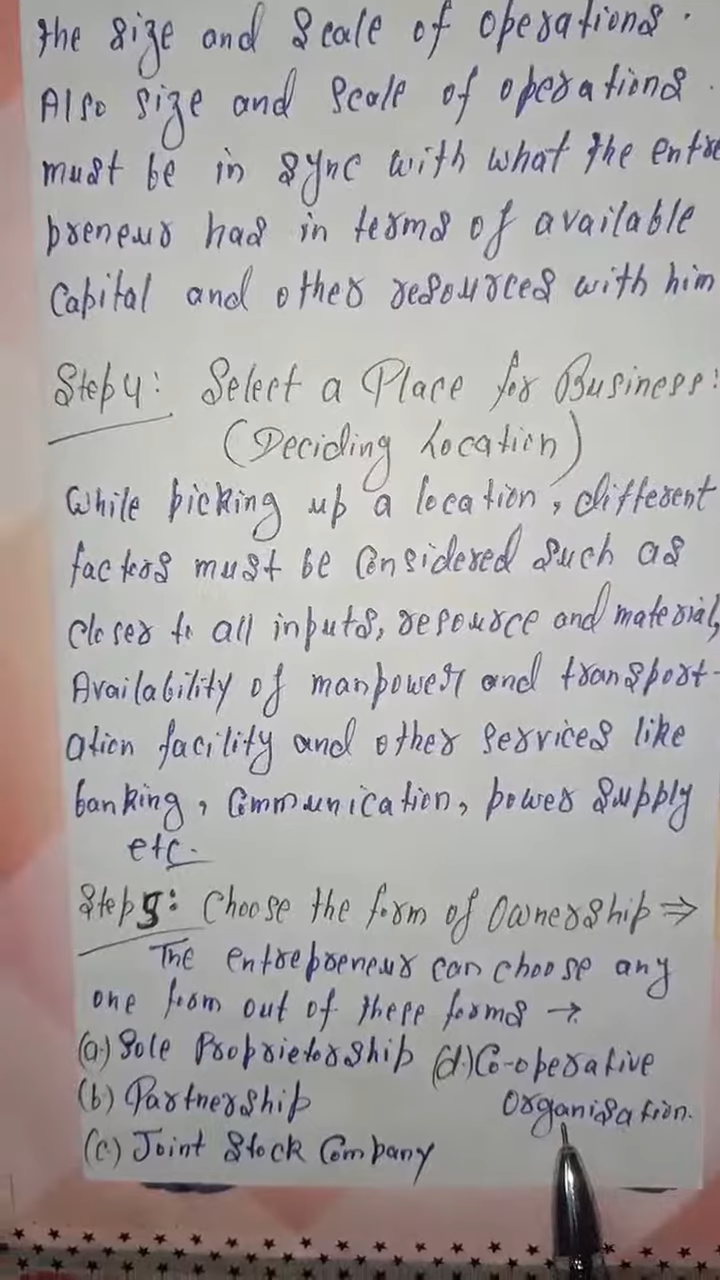 the size and Scale of operations.
Also size and scale of operations
must be in sync with what the entre
preneur has in terms of available
Capital and other resources with him
Step 4: Select a Place for Business:
(Deciding Location)
While picking up a location, different
factors must be Considered such as
closer to all inputs, resource and material,
Availability of manpower and transport-
ation facility and other services like
banking, Communication, power supply
etc.
Step 5: Choose the form of Ownership ⇒
The entrepreneur can choose any
one from out of these forms →
(a) Sole Proprietorship (d.) Co-operative
(b) Partnership Organisation.
(c) Joint Stock Company